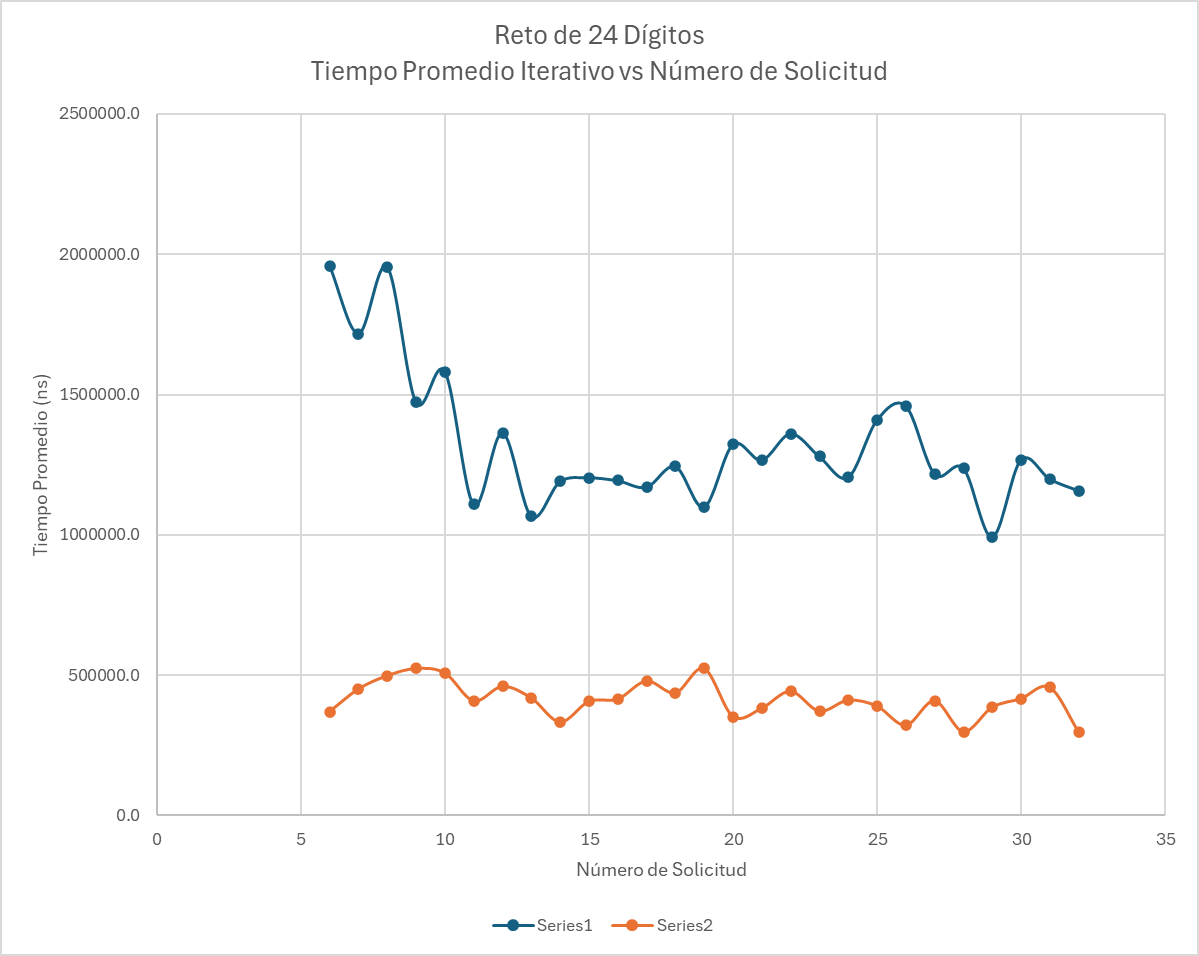 Reto de 24 Dígitos
Tiempo Promedio Iterativo vs Número de Solicitud
2500000.0
2000000.0
1500000.0
1000000.0
500000.0
0.0
Tiempo Promedio (ns)
0 5 10 15 20 25 30 35
Número de Solicitud
Series1 Series2